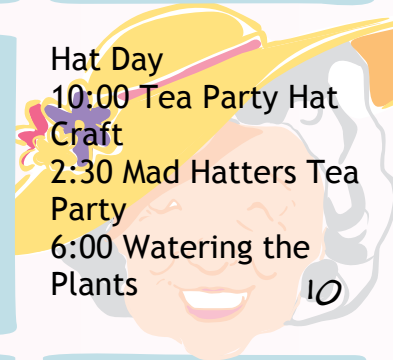 Hat Day
10:00 Tea Party Hat
Craft
2:30 Mad Hatters Tea
Party
6:00 Watering the
Plants
10